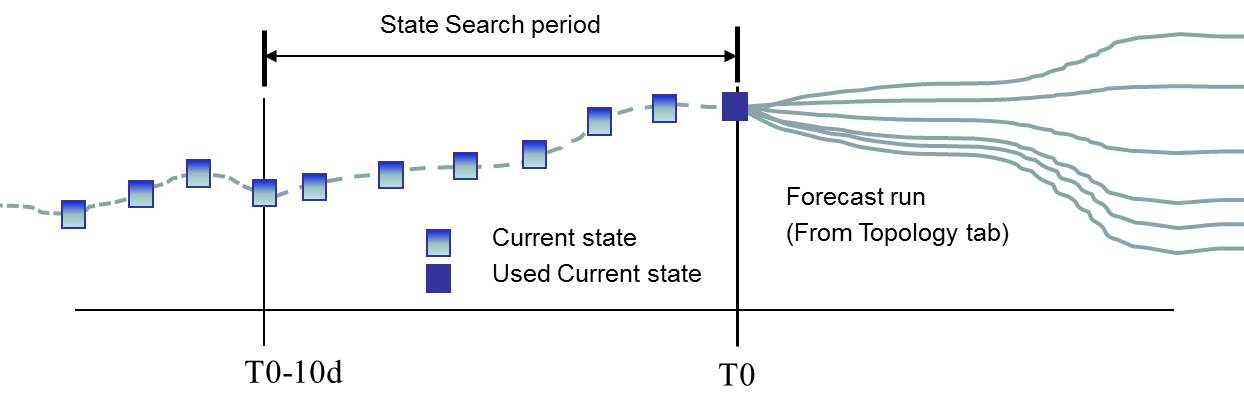 State Search period
Forecast run
(From Topology tab)
Current state
Used Current state
T0-10d
T0